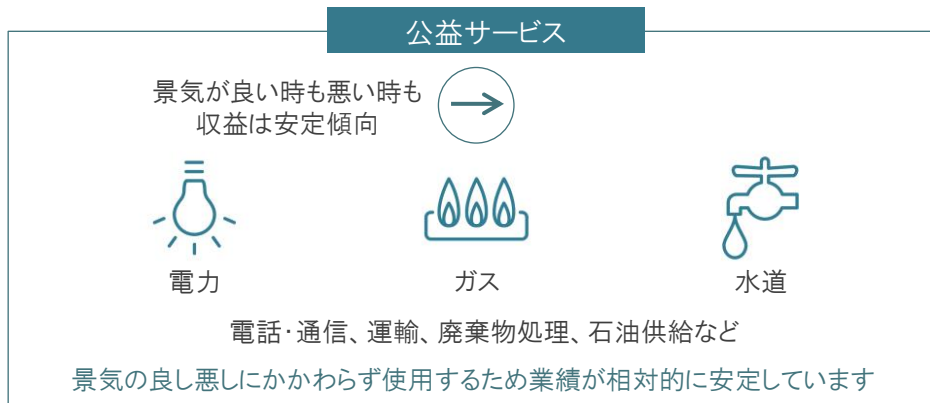 公益サービス
景気が良い時も悪い時も
収益は安定傾向
電力
ガス
水道
電話・通信、運輸、廃棄物処理、石油供給など
景気の良し悪しにかかわらず使用するため業績が相対的に安定しています